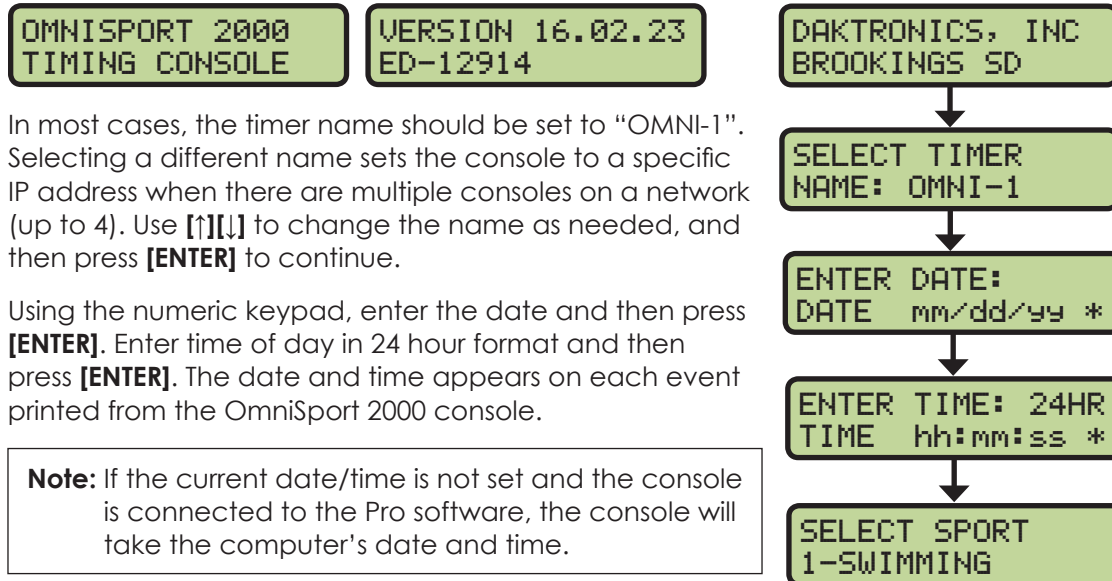 OMNISPORT 2000
TIMING CONSOLE
VERSION 16.02.23
ED-12914
In most cases, the timer name should be set to “OMNI-1”.
Selecting a different name sets the console to a specific
IP address when there are multiple consoles on a network
(up to 4). Use [↑][↓] to change the name as needed, and
then press [ENTER] to continue.
Using the numeric keypad, enter the date and then press
[ENTER]. Enter time of day in 24 hour format and then
press [ENTER]. The date and time appears on each event
printed from the OmniSport 2000 console.
Note: If the current date/time is not set and the console
is connected to the Pro software, the console will
take the computer’s date and time.
DAKTRONICS, INC
BROOKINGS SD
SELECT TIMER
NAME: OMNI-1
ENTER DATE:
DATE mm/dd/yy *
ENTER TIME: 24HR
TIME hh:mm:ss *
SELECT SPORT
1-SWIMMING